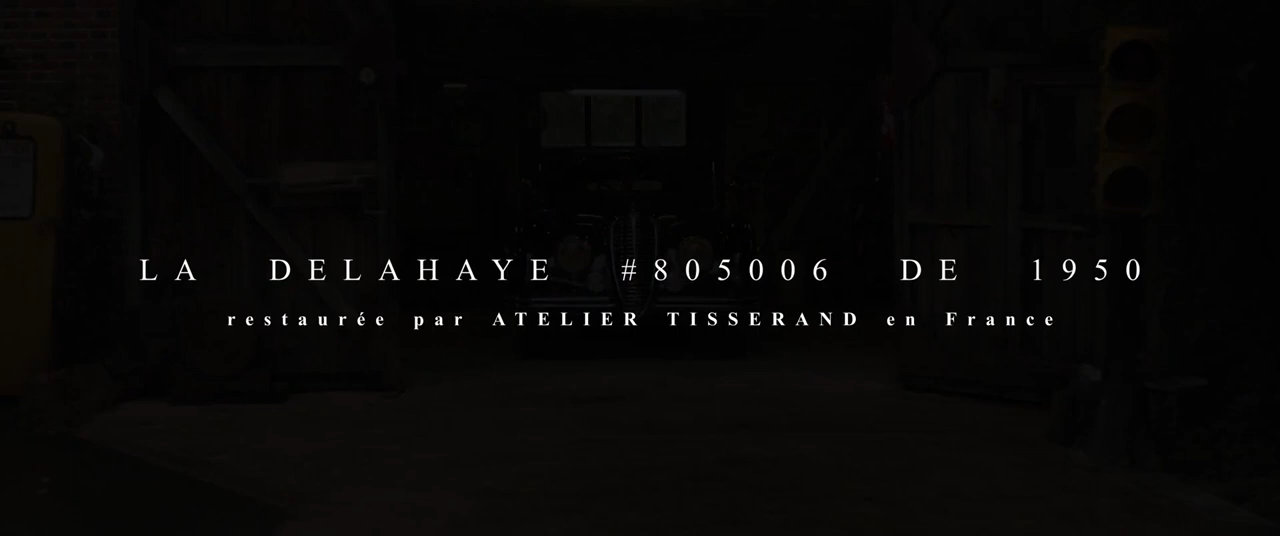 LA DELAHAYE #805006 DE 1950
restaurée par ATELIER TISSERAND en France